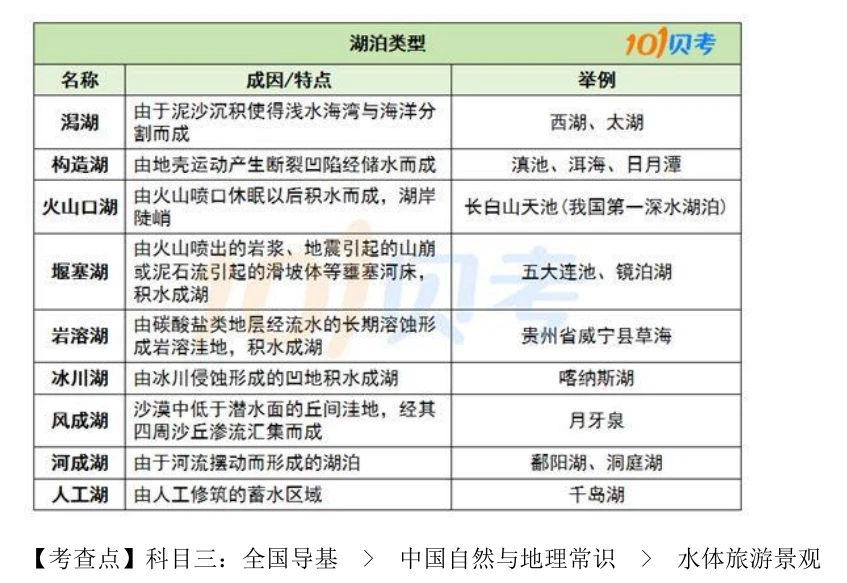 湖泊类型
101贝考
名称 成因/特点 举例
潟湖 由于泥沙沉积使得浅水海湾与海洋分 西湖、太湖
割而成
构造湖 由地壳运动产生断裂凹陷经储水而成 滇池、洱海、日月潭
火山口湖 由火山喷口休眠以后积水而成，湖岸 长白山天池(我国第一深水湖泊)
陡峭
堰塞湖 由火山喷出的岩浆、地震引起的山崩 五大连池、镜泊湖
或泥石流引起的滑坡体等壅塞河床，
积水成湖
岩溶湖 由碳酸盐类地层经流水的长期溶蚀形 贵州省威宁县草海
成岩溶洼地，积水成湖
冰川湖 由冰川侵蚀形成的凹地积水成湖 喀纳斯湖
风成湖 沙漠中低于潜水面的丘间洼地，经其 月牙泉
四周沙丘渗流汇集而成
河成湖 由于河流摆动而形成的湖泊 鄱阳湖、洞庭湖
人工湖 由人工修筑的蓄水区域 千岛湖
101贝考
【考查点】科目三：全国导基 > 中国自然与地理常识 > 水体旅游景观